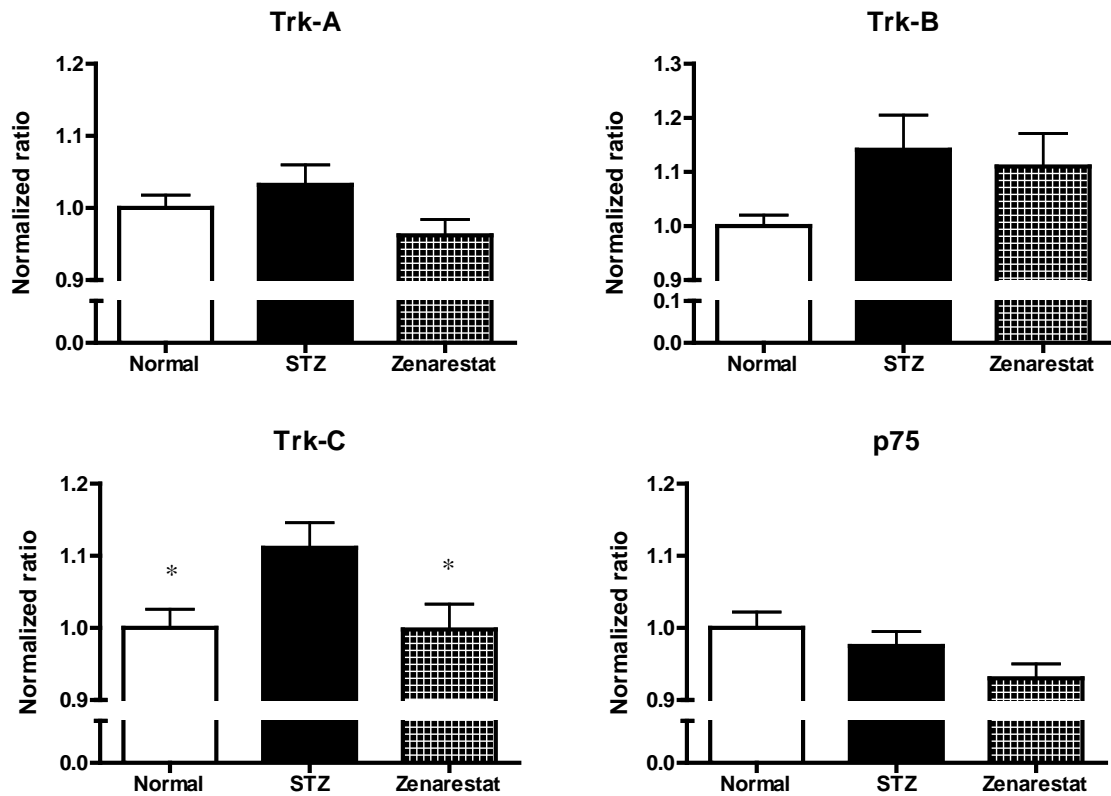 Trk-A
Normalized ratio
1.2
1.1
1.0
0.9
0.0
Normal STZ Zenarestat
Trk-B
Normalized ratio
1.3
1.2
1.1
1.0
0.9
0.1
0.0
Normal STZ Zenarestat
Trk-C
Normalized ratio
1.2
1.1
1.0
0.9
0.0
* *
Normal STZ Zenarestat
p75
Normalized ratio
1.2
1.1
1.0
0.9
0.0
Normal STZ Zenarestat